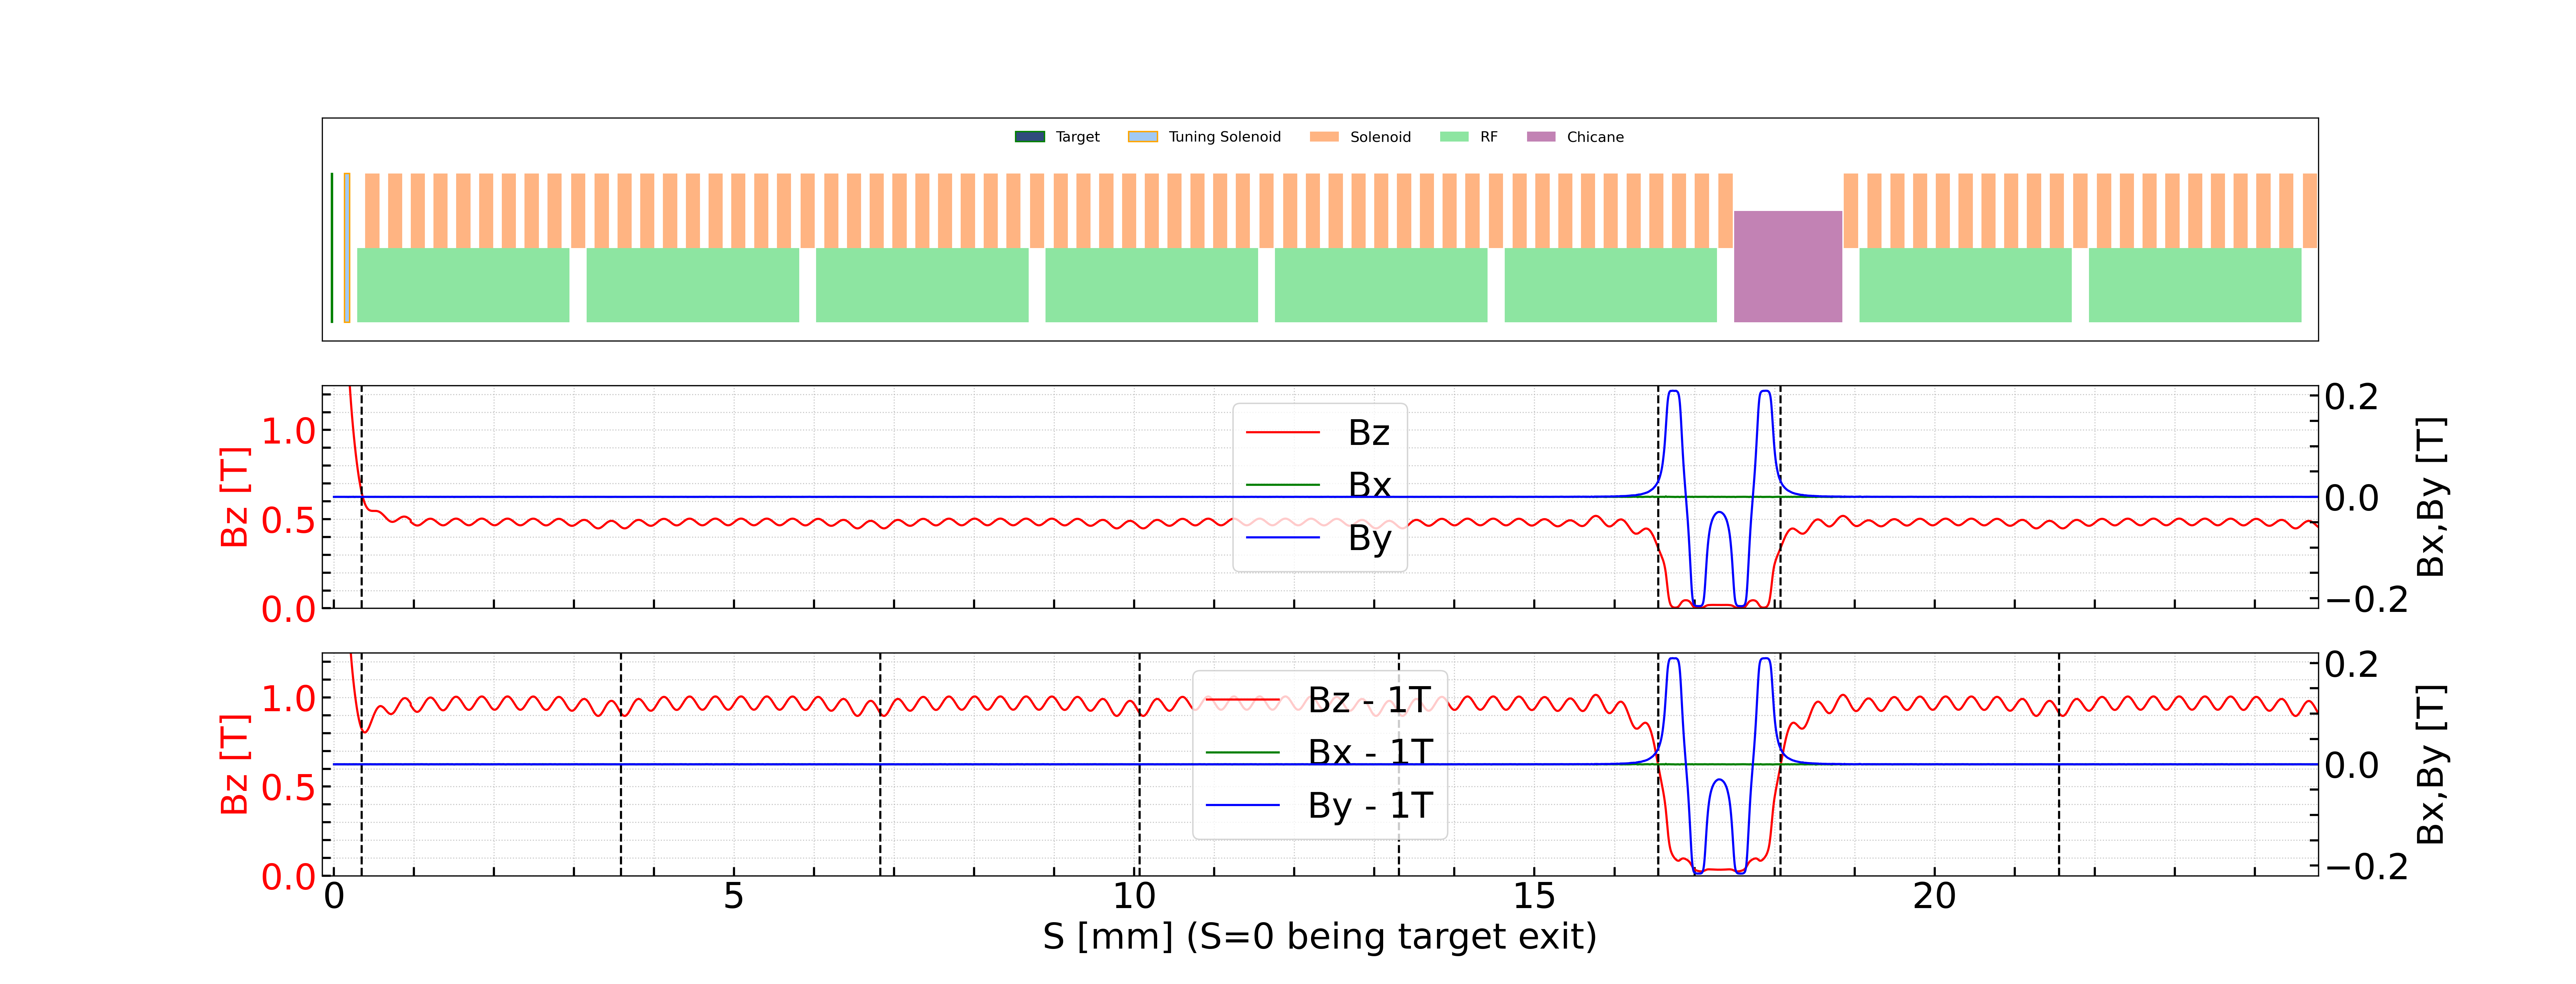 Target Tuning Solenoid Solenoid RF Chicane
Bz [T]
1.0
0.5
0.0
Bz
Bx
By
0.2
0.0
−0.2
Bx,By [T]
Bz [T]
1.0
0.5
0.0
Bz - 1T
Bx - 1T
By - 1T
0.2
0.0
−0.2
Bx,By [T]
0 5 10 15 20
S [mm] (S=0 being target exit)